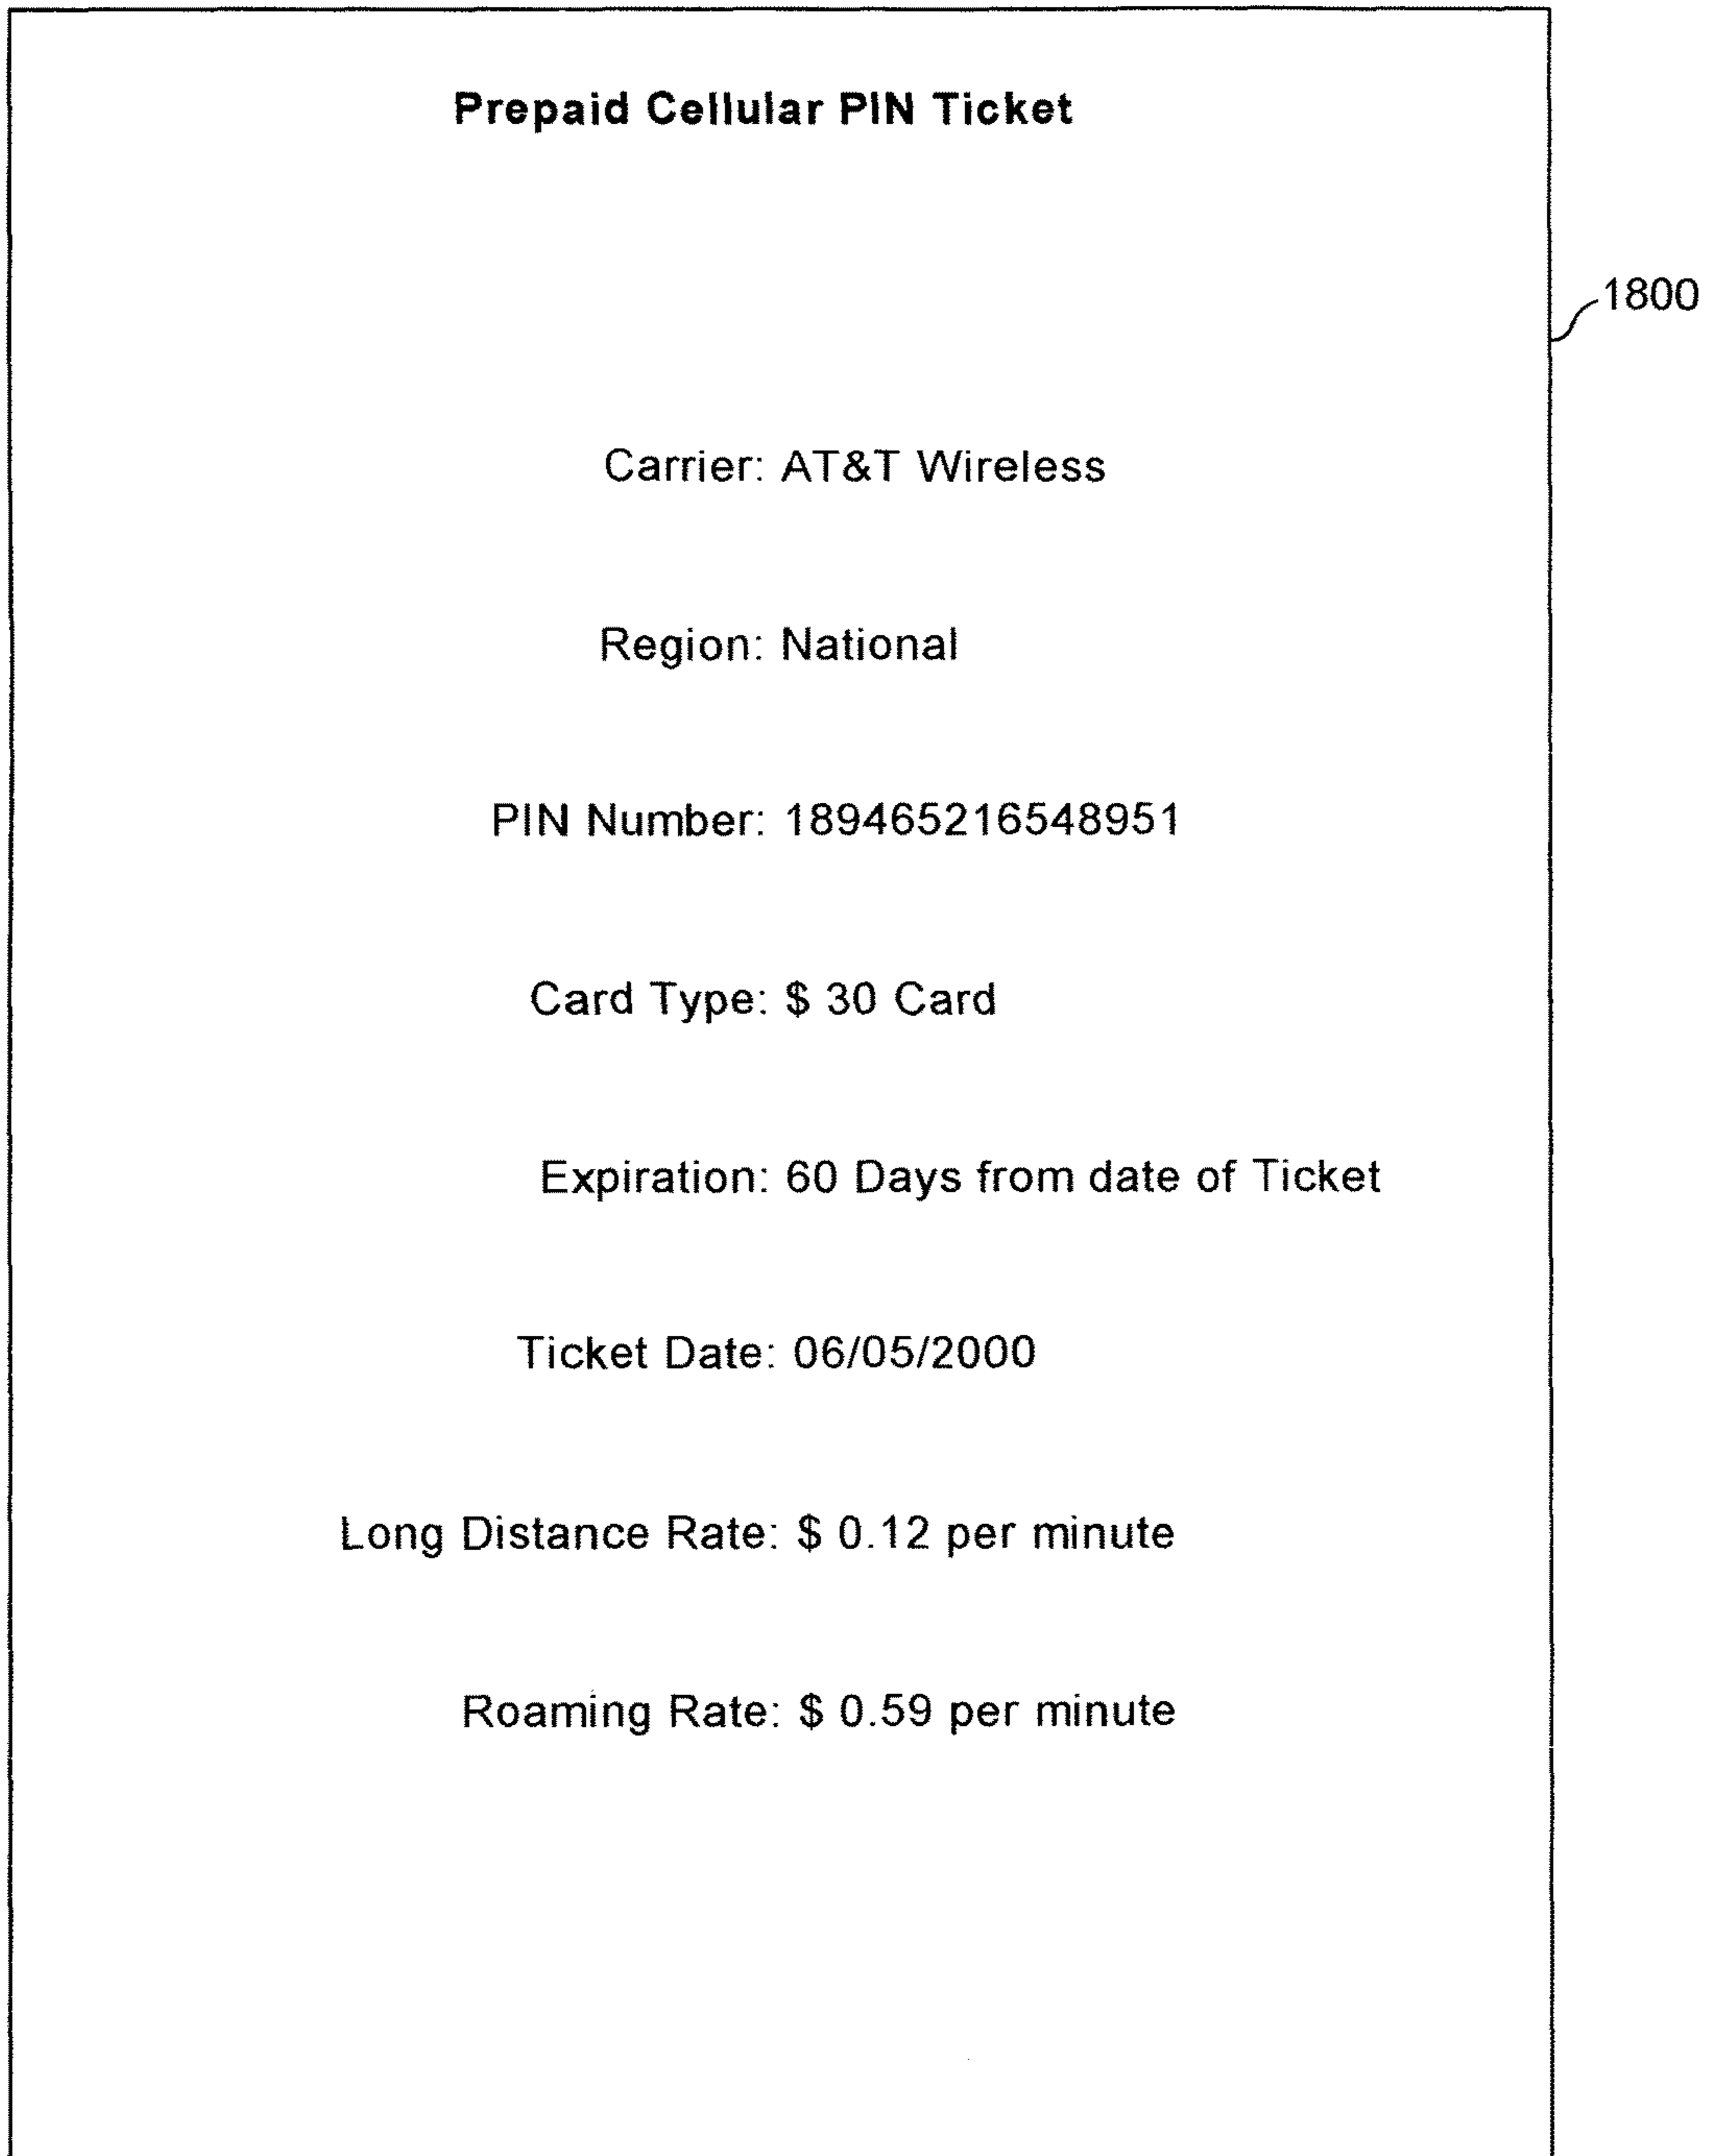 Prepaid Cellular PIN Ticket
1800
Carrier: AT&T Wireless
Region: National
PIN Number: 189465216548951
Card Type: $ 30 Card
Expiration: 60 Days from date of Ticket
Ticket Date: 06/05/2000
Long Distance Rate: $ 0.12 per minute
Roaming Rate: $ 0.59 per minute